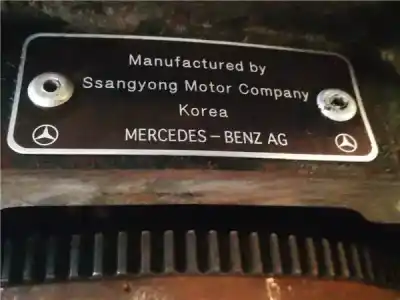 Manufactured by
Ssangyong Motor Company
Korea
MERCEDES – BENZ AG